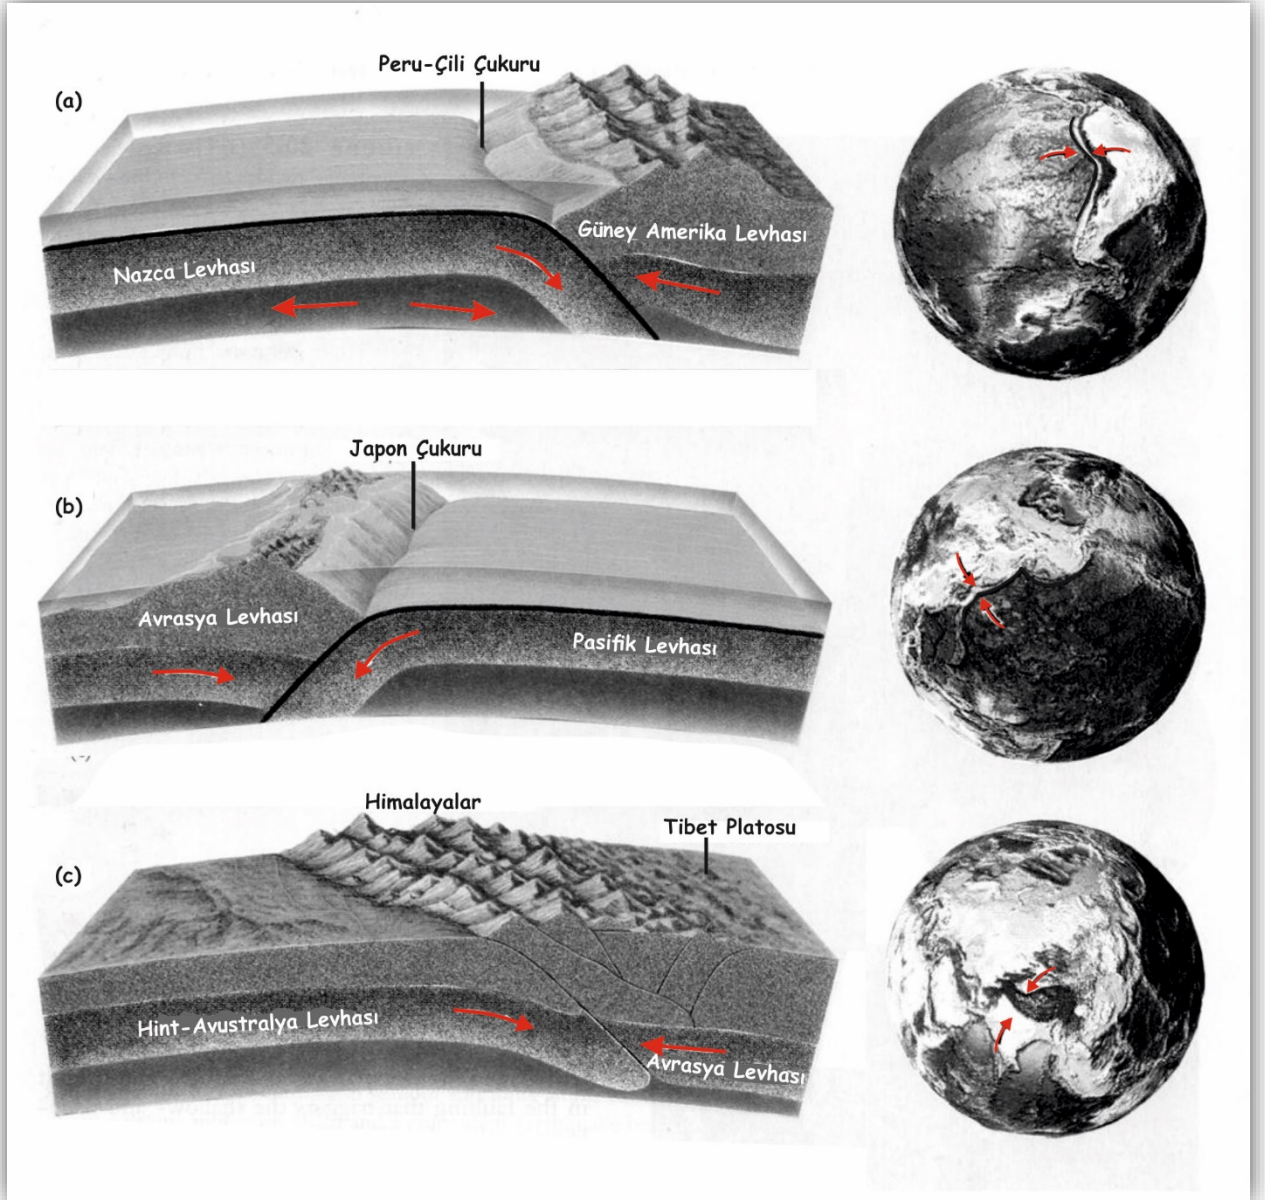 Peru-Çili Çukuru
(a)
Güney Amerika Levhası
Nazca Levhası
Japon Çukuru
(b)
Avrasya Levhası
Pasifik Levhası
Himalayalar
Tibet Platosu
(c)
Hint-Avustralya Levhası
Avrasya Levhası